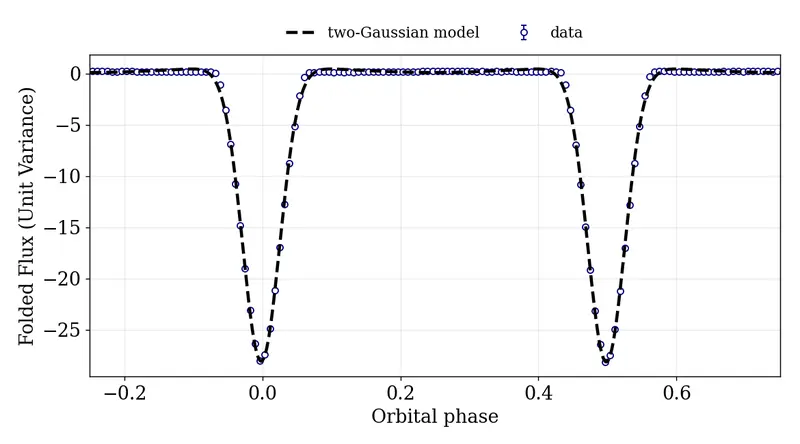 two-Gaussian model data
Folded Flux (Unit Variance)
0
−5
−10
−15
−20
−25
−0.2 0.0 0.2 0.4 0.6
Orbital phase